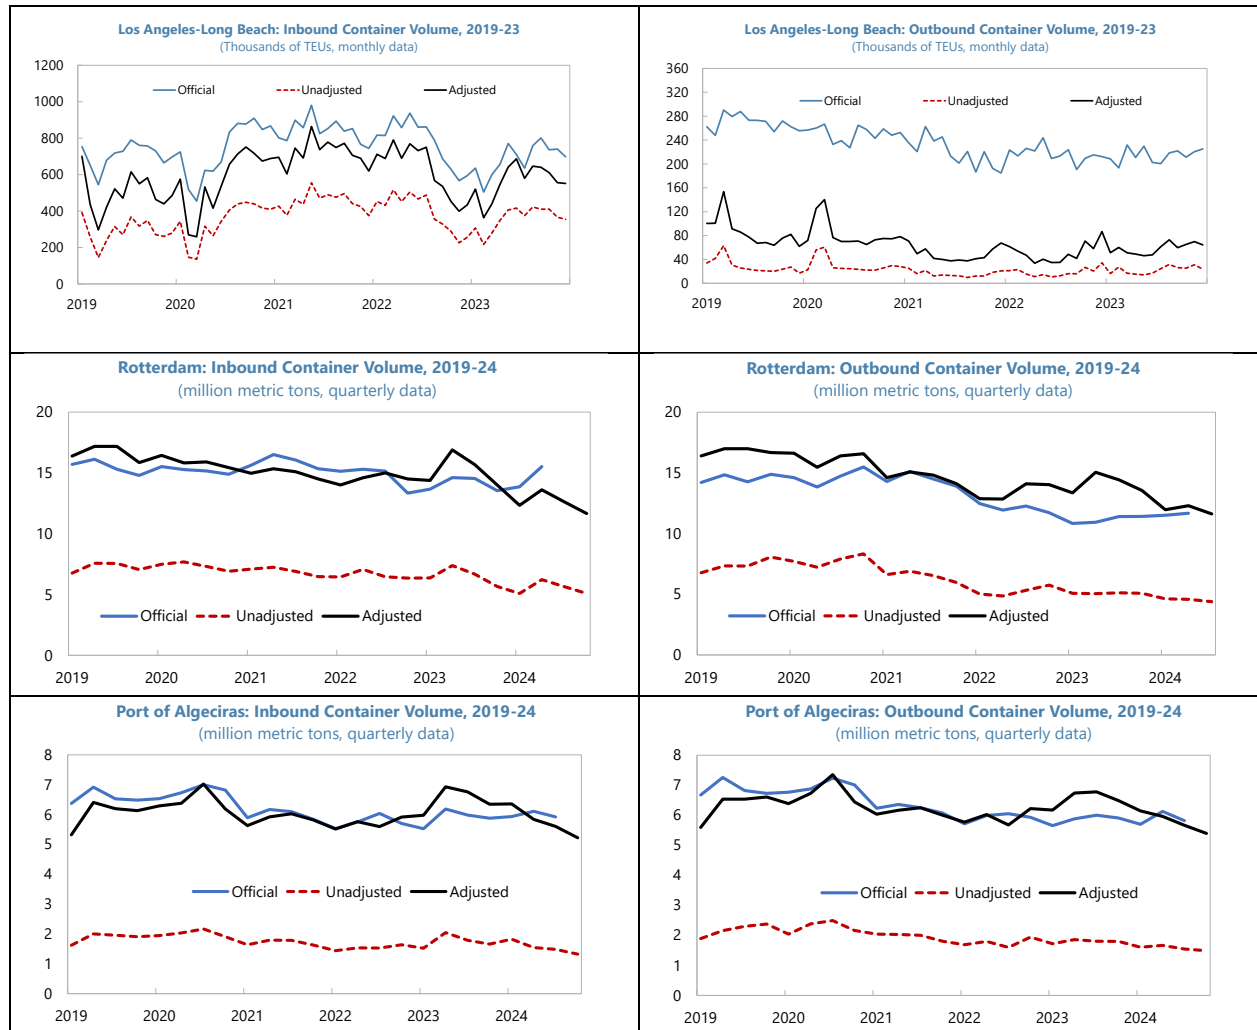 Los Angeles-Long Beach: Inbound Container Volume, 2019-23
(Thousands of TEUs, monthly data)
1200
1000
800
600
400
200
0
Official
Unadjusted
Adjusted
2019
2020
2021
2022
2023
Los Angeles-Long Beach: Outbound Container Volume, 2019-23
(Thousands of TEUs, monthly data)
360
320
280
240
200
160
120
80
40
0
Official
Unadjusted
Adjusted
2019
2020
2021
2022
2023
Rotterdam: Inbound Container Volume, 2019-24
(million metric tons, quarterly data)
20
15
10
5
0
Official
Unadjusted
Adjusted
2019
2020
2021
2022
2023
2024
Rotterdam: Outbound Container Volume, 2019-24
(million metric tons, quarterly data)
20
15
10
5
0
Official
Unadjusted
Adjusted
2019
2020
2021
2022
2023
2024
Port of Algeciras: Inbound Container Volume, 2019-24
(million metric tons, quarterly data)
8
7
6
5
4
3
2
1
0
Official
Unadjusted
Adjusted
2019
2020
2021
2022
2023
2024
Port of Algeciras: Outbound Container Volume, 2019-24
(million metric tons, quarterly data)
8
7
6
5
4
3
2
1
0
Official
Unadjusted
Adjusted
2019
2020
2021
2022
2023
2024